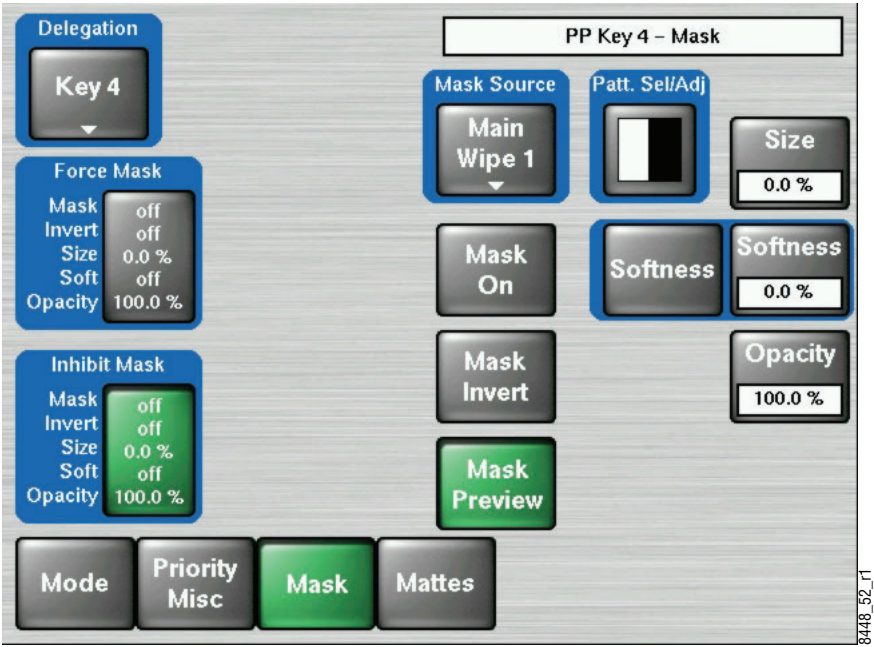 Delegation
Key 4
PP Key 4 – Mask
Mask Source
Main
Wipe 1
Patt. Sel/Adj
Size
0.0 %
Force Mask
Mask off
Invert off
Size 0.0 %
Soft off
Opacity 100.0 %
Mask
On
Softness
Softness
0.0 %
Inhibit Mask
Mask off
Invert off
Size 0.0 %
Soft off
Opacity 100.0 %
Mask
Invert
Opacity
100.0 %
Mask
Preview
Mode
Priority
Misc
Mask
Mattes
8448_52_r1